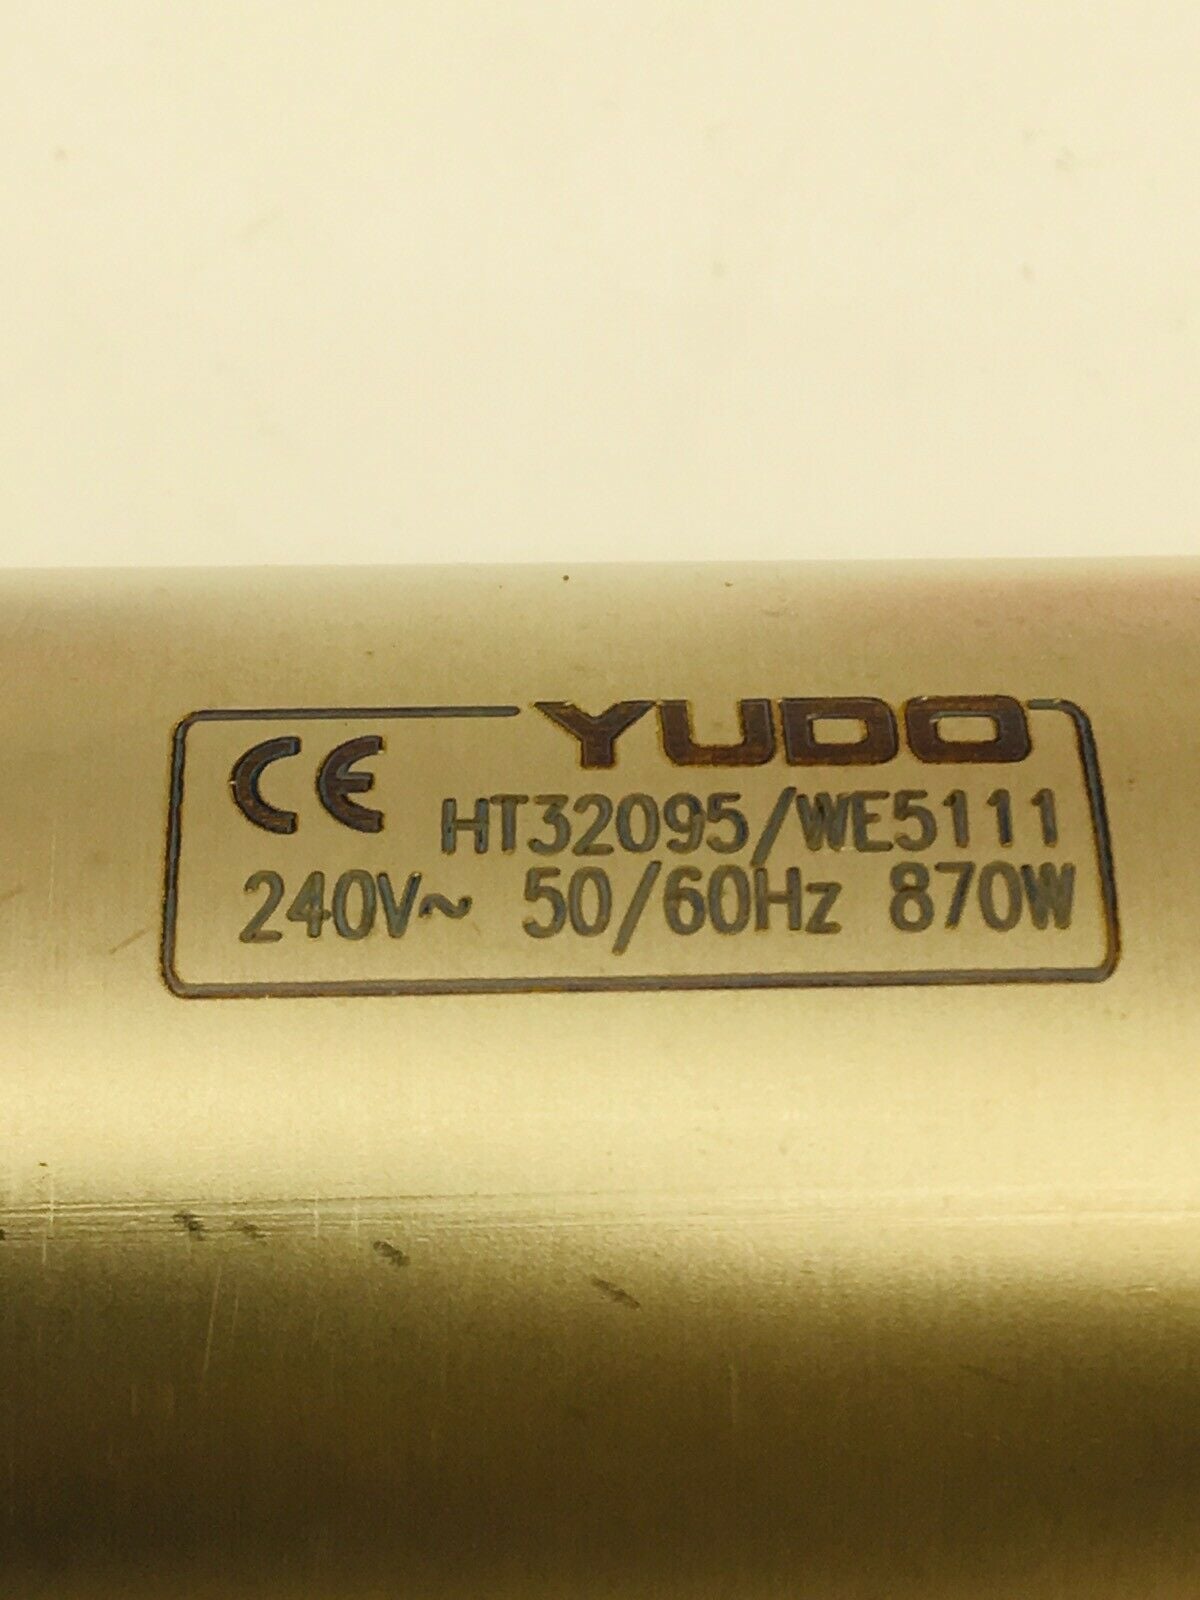 YUDO
CE HT32095/WE5111
240V~ 50/60Hz 870W